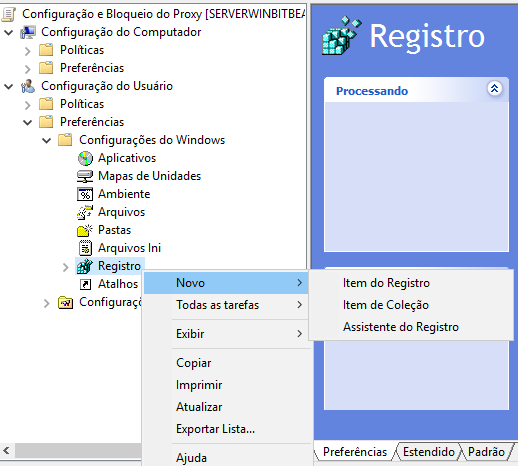 Configuração e Bloqueio do Proxy [SERVERWINBITBEA
Configuração do Computador
Políticas
Preferências
Configuração do Usuário
Políticas
Preferências
Configurações do Windows
Aplicativos
Mapas de Unidades
Ambiente
Arquivos
Pastas
Arquivos Ini
Registro
Atalhos
Configuraç
Novo
Todas as tarefas
Exibir
Copiar
Imprimir
Atualizar
Exportar Lista...
Ajuda
Item do Registro
Item de Coleção
Assistente do Registro
Registro
Processando
Preferências
Estendido
Padrão